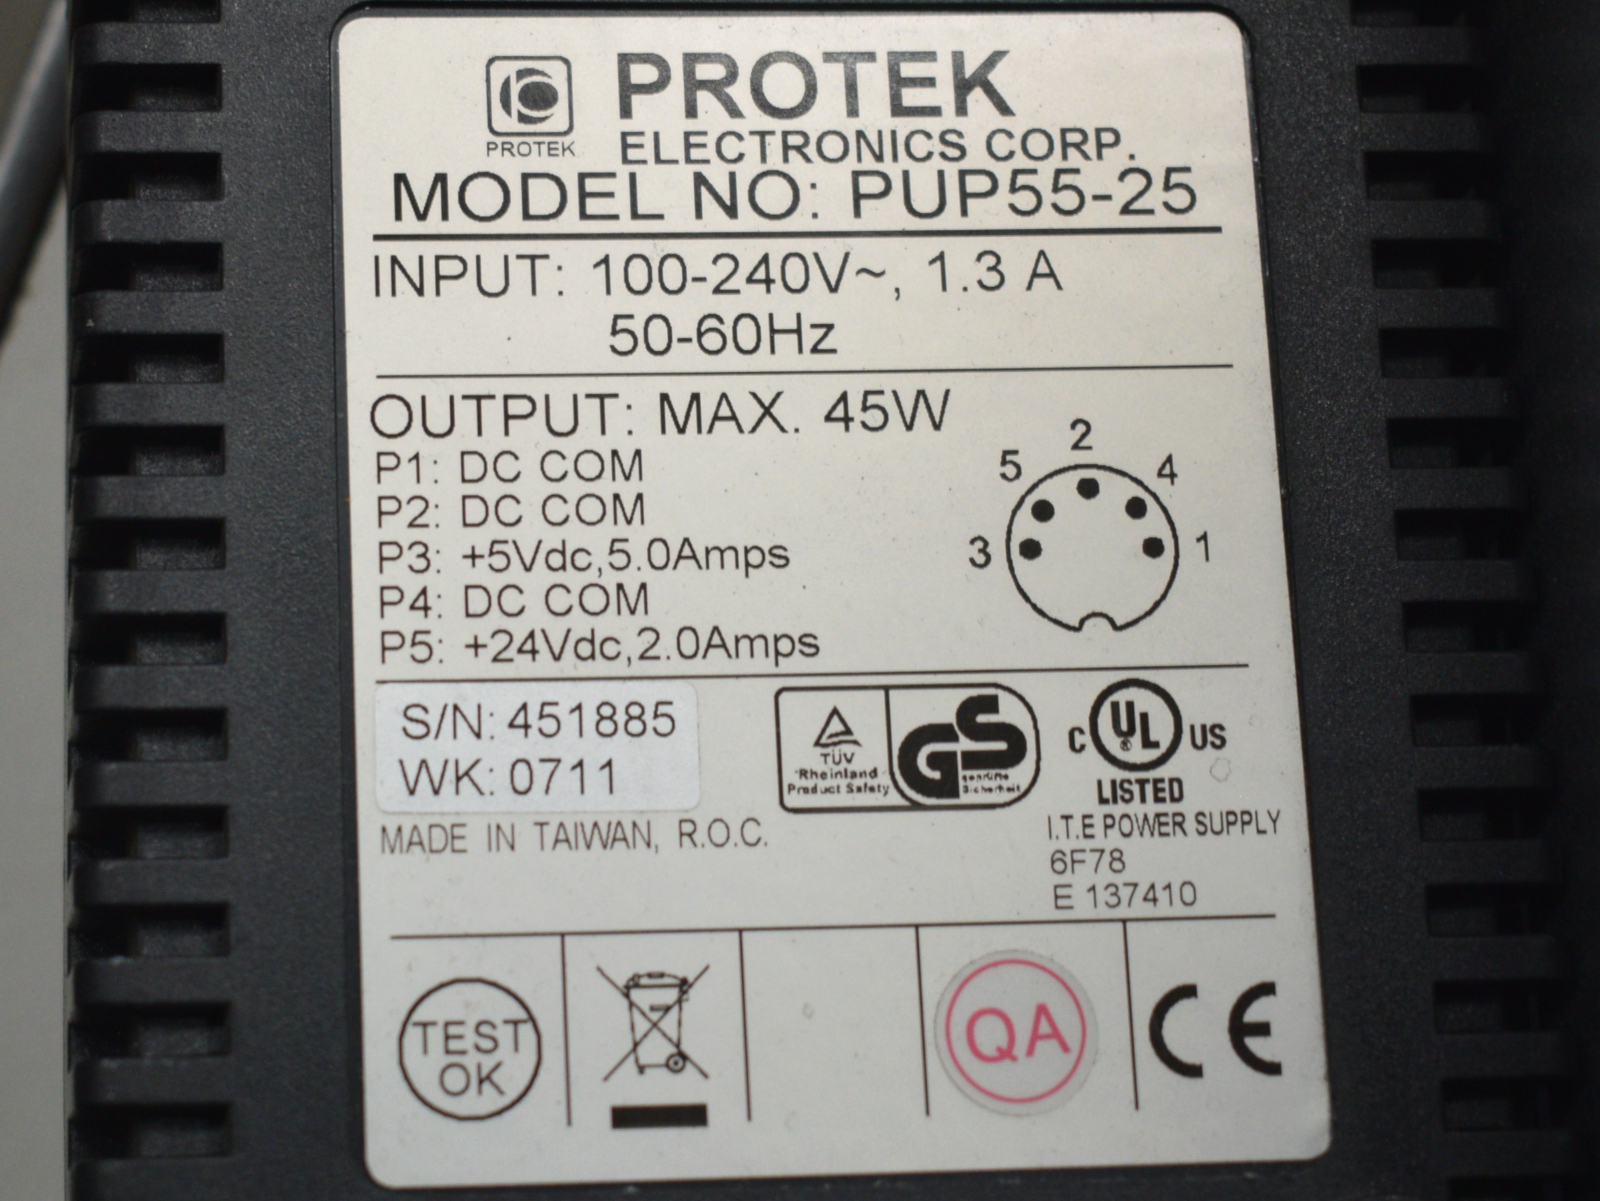 PROTEK
PROTEK
ELECTRONICS CORP.
MODEL NO: PUP55-25
INPUT: 100-240V~, 1.3 A
50-60Hz
OUTPUT: MAX. 45W
P1: DC COM
P2: DC COM
P3: +5Vdc,5.0Amps
P4: DC COM
P5: +24Vdc,2.0Amps
2
5 4
3 1
S/N: 451885
WK: 0711
TÜV
Rheinland
Product Safety
GS
geprüfte
Sicherheit
C UL US
®
LISTED
MADE IN TAIWAN, R.O.C.
I.T.E POWER SUPPLY
6F78
E 137410
TEST
OK
QA
CE